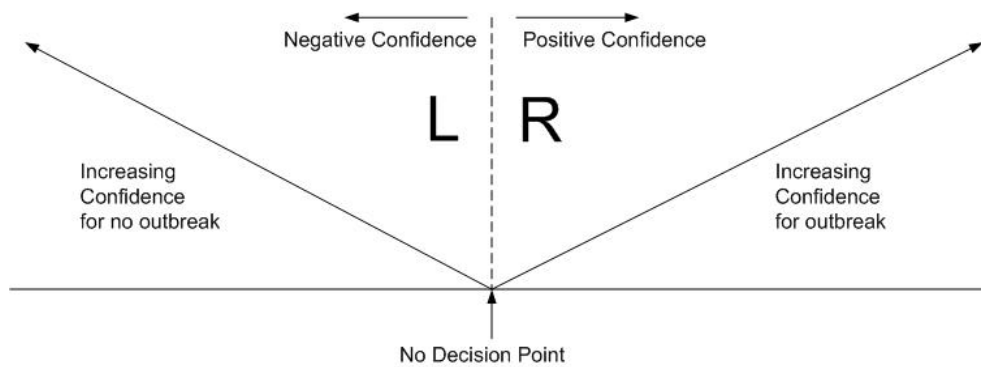 Negative Confidence
Positive Confidence
L
R
Increasing
Confidence
for no outbreak
Increasing
Confidence
for outbreak
No Decision Point